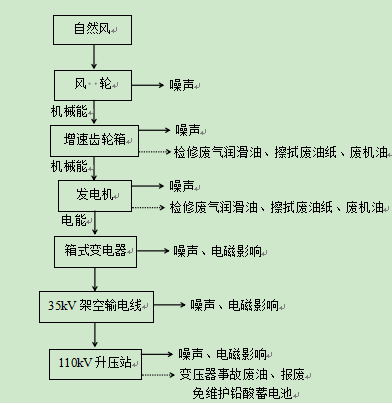 自然风
风 轮
噪声
机械能
增速齿轮箱
噪声
检修废气润滑油、擦拭废油纸、废机油
机械能
发电机
噪声
检修废气润滑油、擦拭废油纸、废机油
电能
箱式变电器
噪声、电磁影响
35kV 架空输电线
噪声、电磁影响
110kV 升压站
噪声、电磁影响
变压器事故废油、报废
免维护铅酸蓄电池